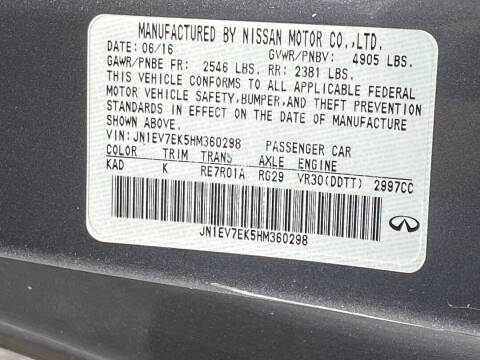 MANUFACTURED BY NISSAN MOTOR CO.,LTD.
DATE: 06/16 GVWR/PNBV: 4905 LBS.
GAWR/PNBE FR: 2546 LBS. RR: 2381 LBS.
THIS VEHICLE CONFORMS TO ALL APPLICABLE FEDERAL
MOTOR VEHICLE SAFETY,BUMPER,AND THEFT PREVENTION
STANDARDS IN EFFECT ON THE DATE OF MANUFACTURE
SHOWN ABOVE.
VIN: JN1EV7EK5HM360298 PASSENGER CAR
COLOR TRIM TRANS AXLE ENGINE
KAD K RE7R01A RG29 VR30(DDTT) 2997CC
JN1EV7EK5HM360298